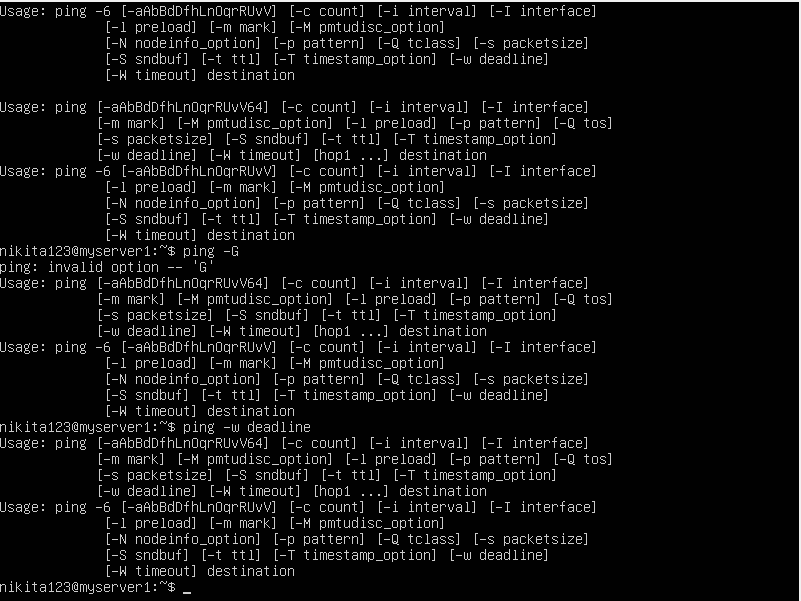 Usage: ping -6 [-aAbBdDfhLnOqrRUvV] [-c count] [-i interval] [-I interface]
             [-l preload] [-m mark] [-M pmtudisc_option]
             [-N nodeinfo_option] [-p pattern] [-Q tclass] [-s packetsize]
             [-S sndbuf] [-t ttl] [-T timestamp_option] [-w deadline]
             [-W timeout] destination

Usage: ping [-aAbBdDfhLnOqrRUvV64] [-c count] [-i interval] [-I interface]
            [-m mark] [-M pmtudisc_option] [-l preload] [-p pattern] [-Q tos]
            [-s packetsize] [-S sndbuf] [-t ttl] [-T timestamp_option]
            [-w deadline] [-W timeout] [hop1 ...] destination
Usage: ping -6 [-aAbBdDfhLnOqrRUvV] [-c count] [-i interval] [-I interface]
             [-l preload] [-m mark] [-M pmtudisc_option]
             [-N nodeinfo_option] [-p pattern] [-Q tclass] [-s packetsize]
             [-S sndbuf] [-t ttl] [-T timestamp_option] [-w deadline]
             [-W timeout] destination
nikita123@myserver1:~$ ping -G
ping: invalid option -- 'G'
Usage: ping [-aAbBdDfhLnOqrRUvV64] [-c count] [-i interval] [-I interface]
            [-m mark] [-M pmtudisc_option] [-l preload] [-p pattern] [-Q tos]
            [-s packetsize] [-S sndbuf] [-t ttl] [-T timestamp_option]
            [-w deadline] [-W timeout] [hop1 ...] destination
Usage: ping -6 [-aAbBdDfhLnOqrRUvV] [-c count] [-i interval] [-I interface]
             [-l preload] [-m mark] [-M pmtudisc_option]
             [-N nodeinfo_option] [-p pattern] [-Q tclass] [-s packetsize]
             [-S sndbuf] [-t ttl] [-T timestamp_option] [-w deadline]
             [-W timeout] destination
nikita123@myserver1:~$ ping -w deadline
Usage: ping [-aAbBdDfhLnOqrRUvV64] [-c count] [-i interval] [-I interface]
            [-m mark] [-M pmtudisc_option] [-l preload] [-p pattern] [-Q tos]
            [-s packetsize] [-S sndbuf] [-t ttl] [-T timestamp_option]
            [-w deadline] [-W timeout] [hop1 ...] destination
Usage: ping -6 [-aAbBdDfhLnOqrRUvV] [-c count] [-i interval] [-I interface]
             [-l preload] [-m mark] [-M pmtudisc_option]
             [-N nodeinfo_option] [-p pattern] [-Q tclass] [-s packetsize]
             [-S sndbuf] [-t ttl] [-T timestamp_option] [-w deadline]
             [-W timeout] destination
nikita123@myserver1:~$ _